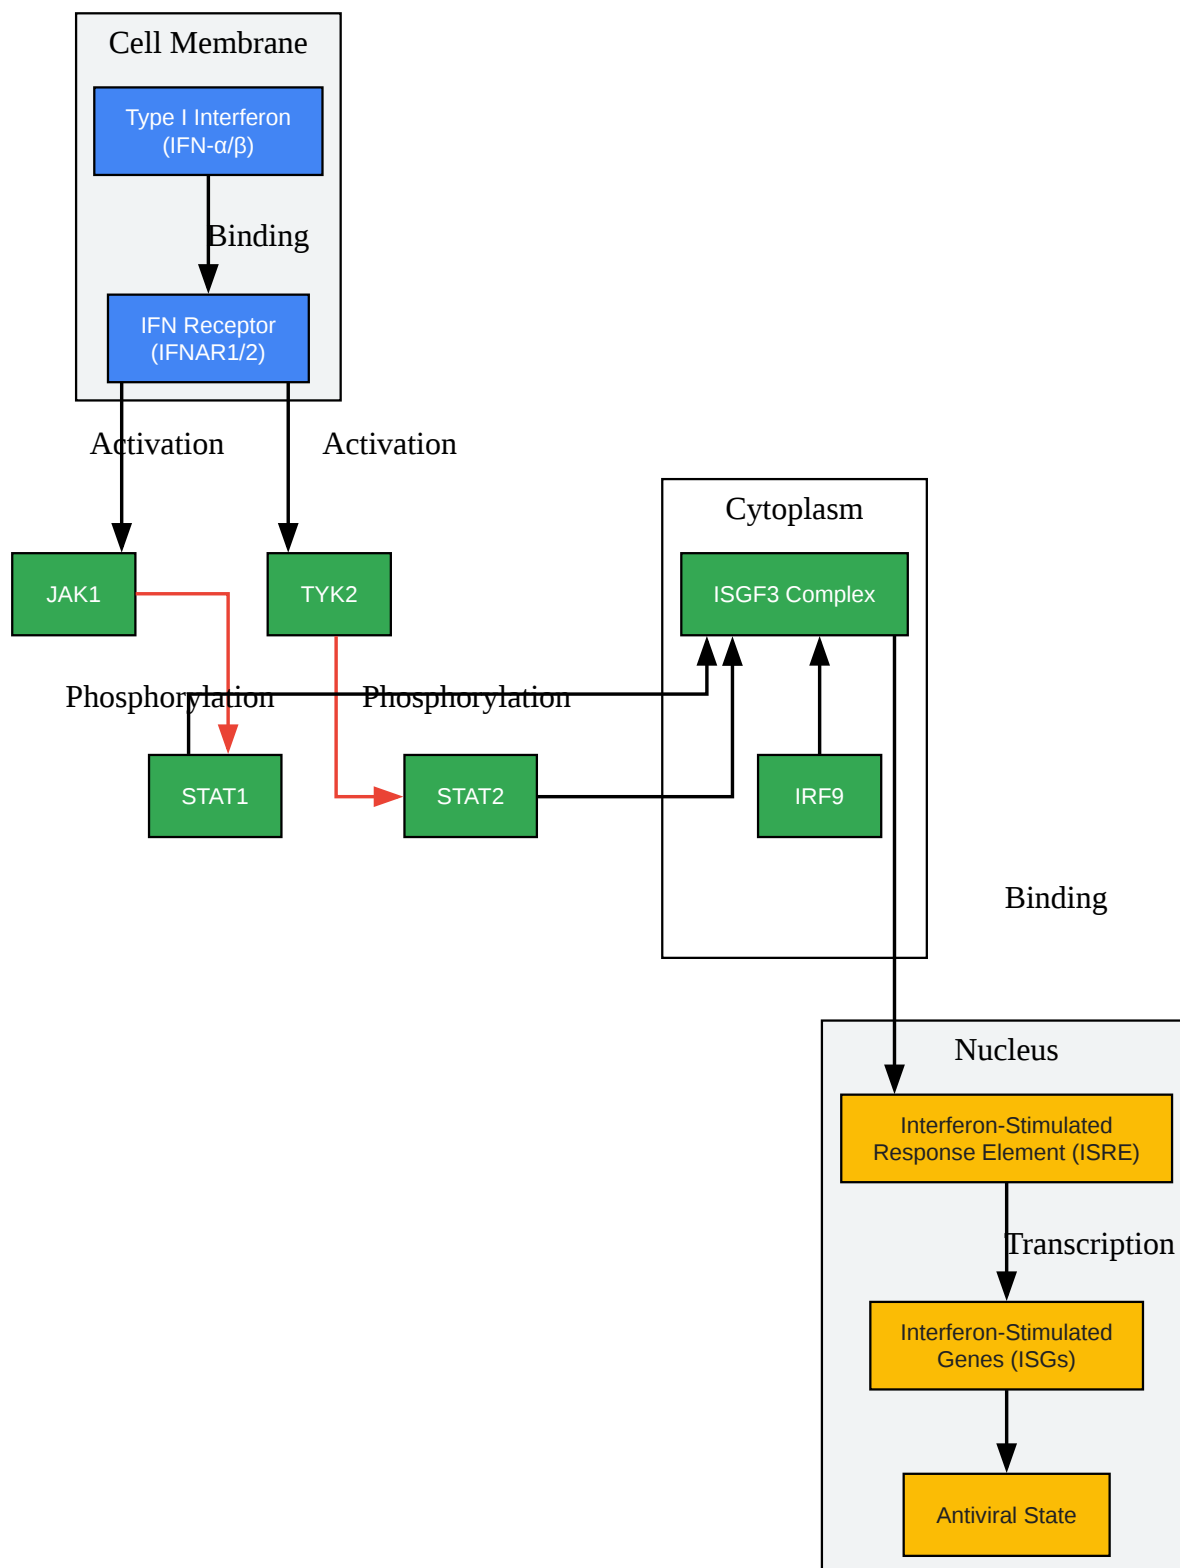 Cell Membrane
Type I Interferon
(IFN-α/β)
Binding
IFN Receptor
(IFNAR1/2)
Activation
Activation
Cytoplasm
JAK1
TYK2
ISGF3 Complex
Phosphorylation
Phosphorylation
STAT1
STAT2
IRF9
Binding
Nucleus
Interferon-Stimulated
Response Element (ISRE)
Transcription
Interferon-Stimulated
Genes (ISGs)
Antiviral State